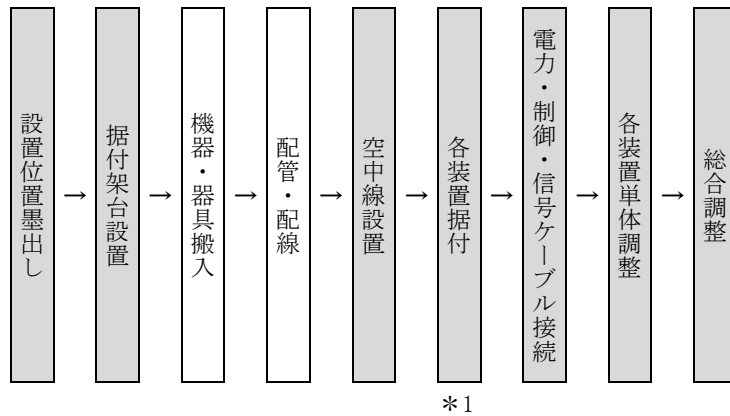 設置位置墨出し
→
据付架台設置
→
機器・器具搬入
→
配管・配線
→
空中線設置
→
各装置据付
→
電力・制御・信号ケーブル接続
→
各装置単体調整
→
総合調整
＊1